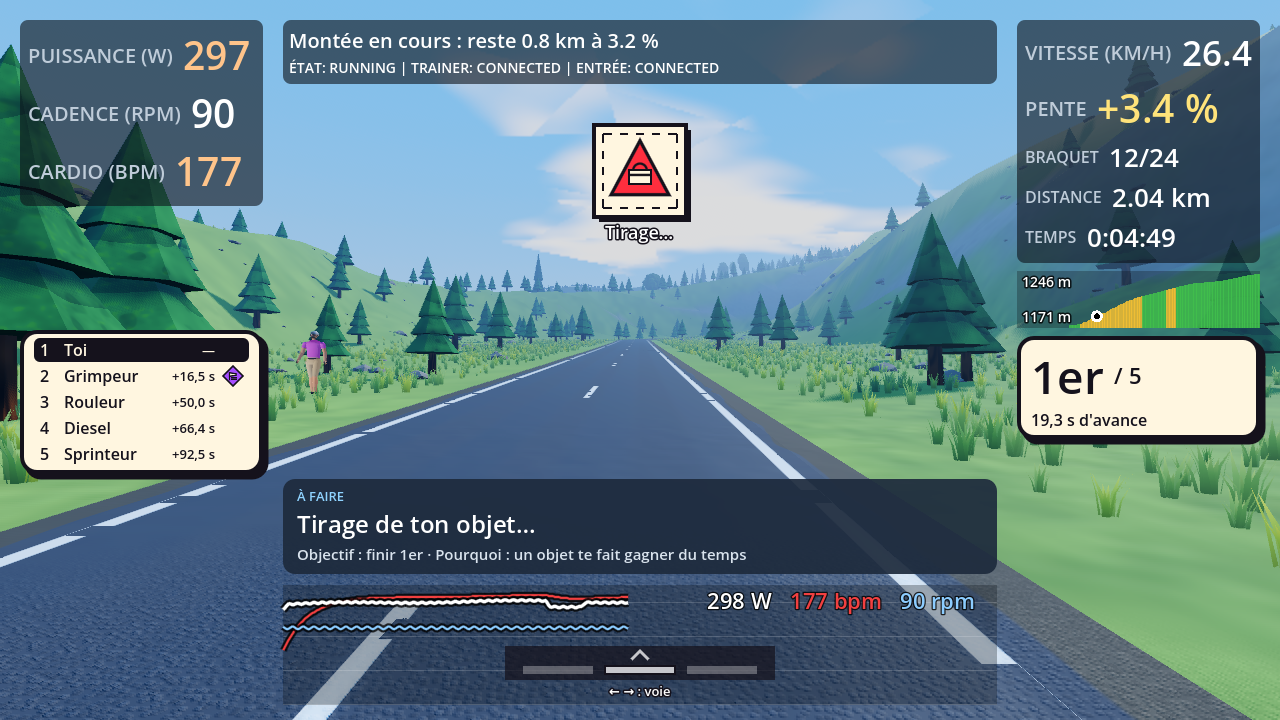 PUISSANCE (W) 297
CADENCE (RPM) 90
CARDIO (BPM) 177
Montée en cours : reste 0.8 km à 3.2 %
ÉTAT: RUNNING | TRAINER: CONNECTED | ENTRÉE: CONNECTED
VITESSE (KM/H) 26.4
PENTE +3.4 %
BRAQUET 12/24
DISTANCE 2.04 km
TEMPS 0:04:49
1246 m
1171 m
Tirage...
1 Toi —
2 Grimpeur +16,5 s
3 Rouleur +50,0 s
4 Diesel +66,4 s
5 Sprinteur +92,5 s
1er / 5
19,3 s d'avance
À FAIRE
Tirage de ton objet...
Objectif : finir 1er · Pourquoi : un objet te fait gagner du temps
298 W 177 bpm 90 rpm
← → : voie